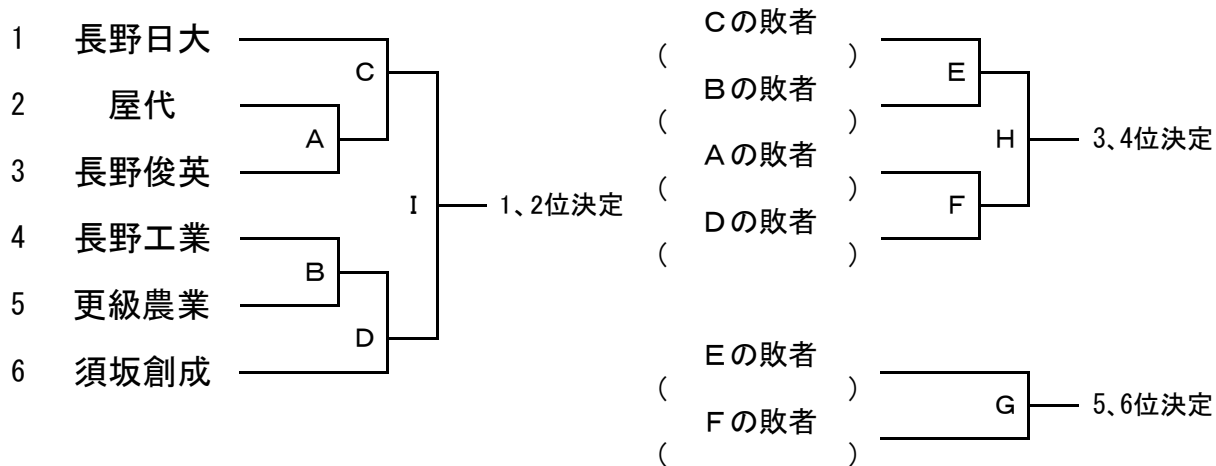 1 長野日大
2 屋代
3 長野俊英
4 長野工業
5 更級農業
6 須坂創成
C
A
B
D
I
1、2位決定
Cの敗者
( )
Bの敗者
( )
Aの敗者
( )
Dの敗者
( )
E
F
H
3、4位決定
Eの敗者
( )
Fの敗者
( )
G
5、6位決定